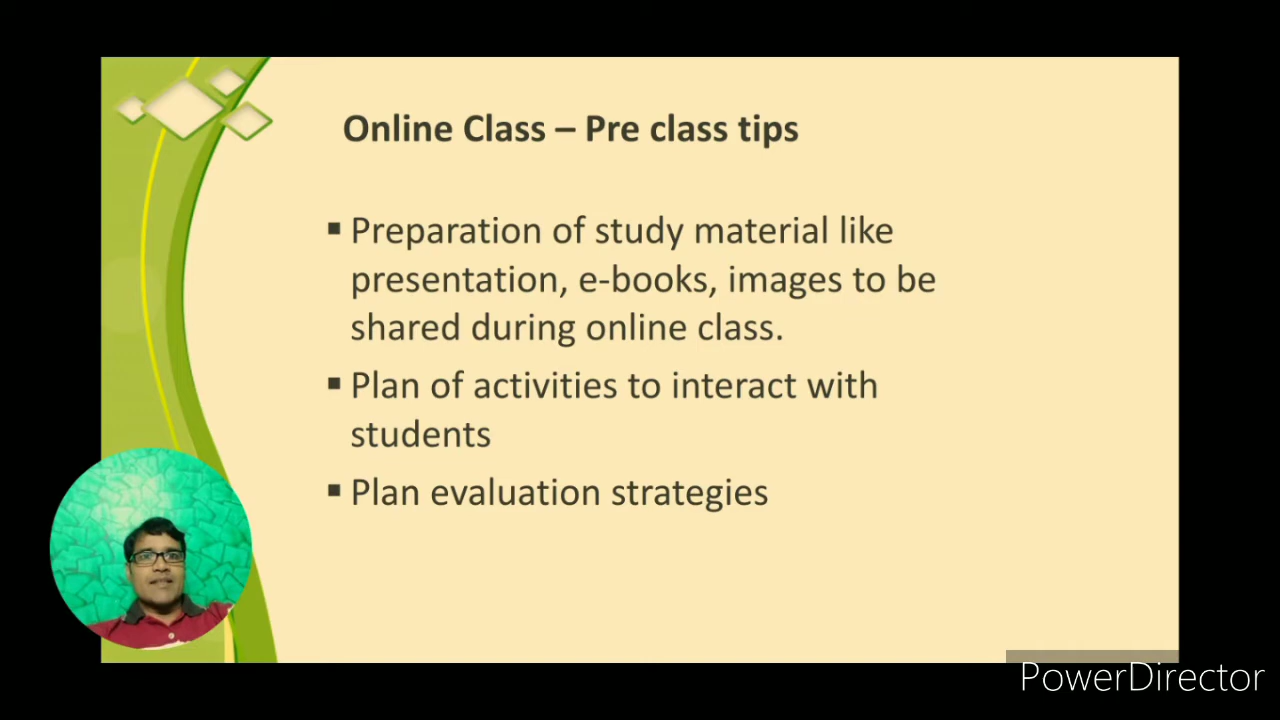 Online Class – Pre class tips
▪ Preparation of study material like
presentation, e-books, images to be
shared during online class.
▪ Plan of activities to interact with
students
▪ Plan evaluation strategies
PowerDirector